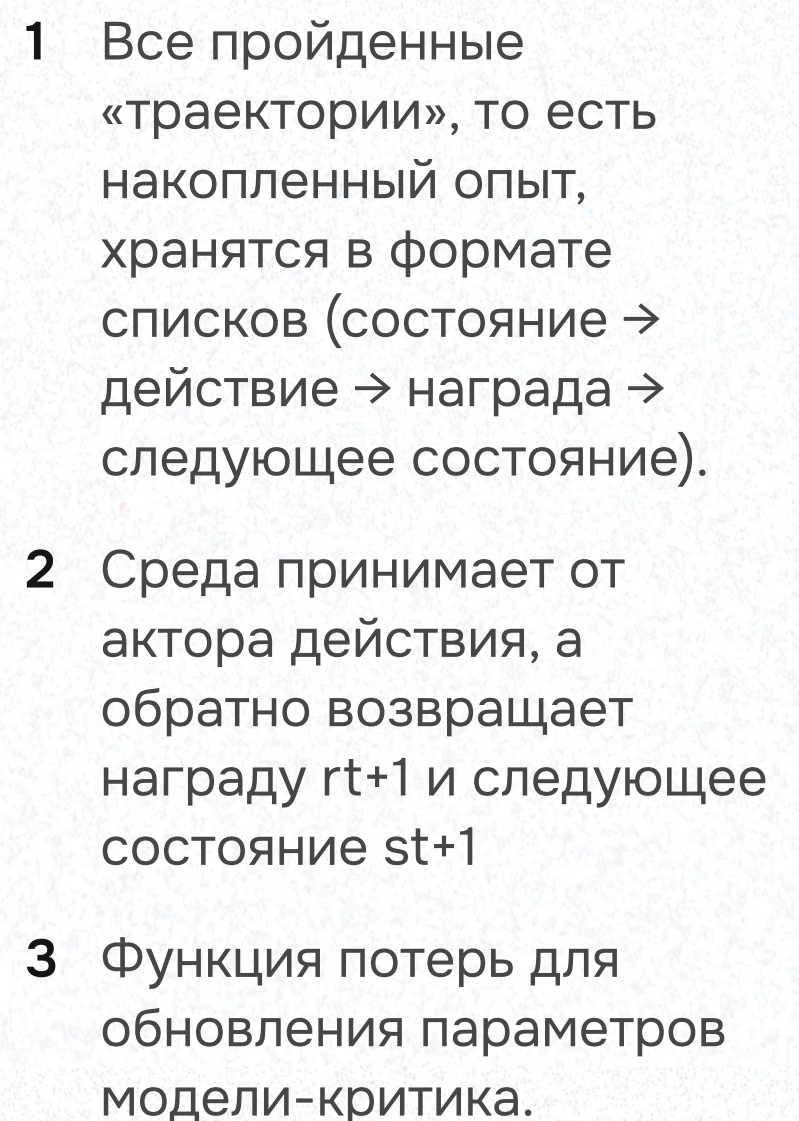 1 Все пройденные
«траектории», то есть
накопленный опыт,
хранятся в формате
списков (состояние →
действие → награда →
следующее состояние).
2 Среда принимает от
актора действия, а
обратно возвращает
награду rt+1 и следующее
состояние st+1
3 Функция потерь для
обновления параметров
модели-критика.